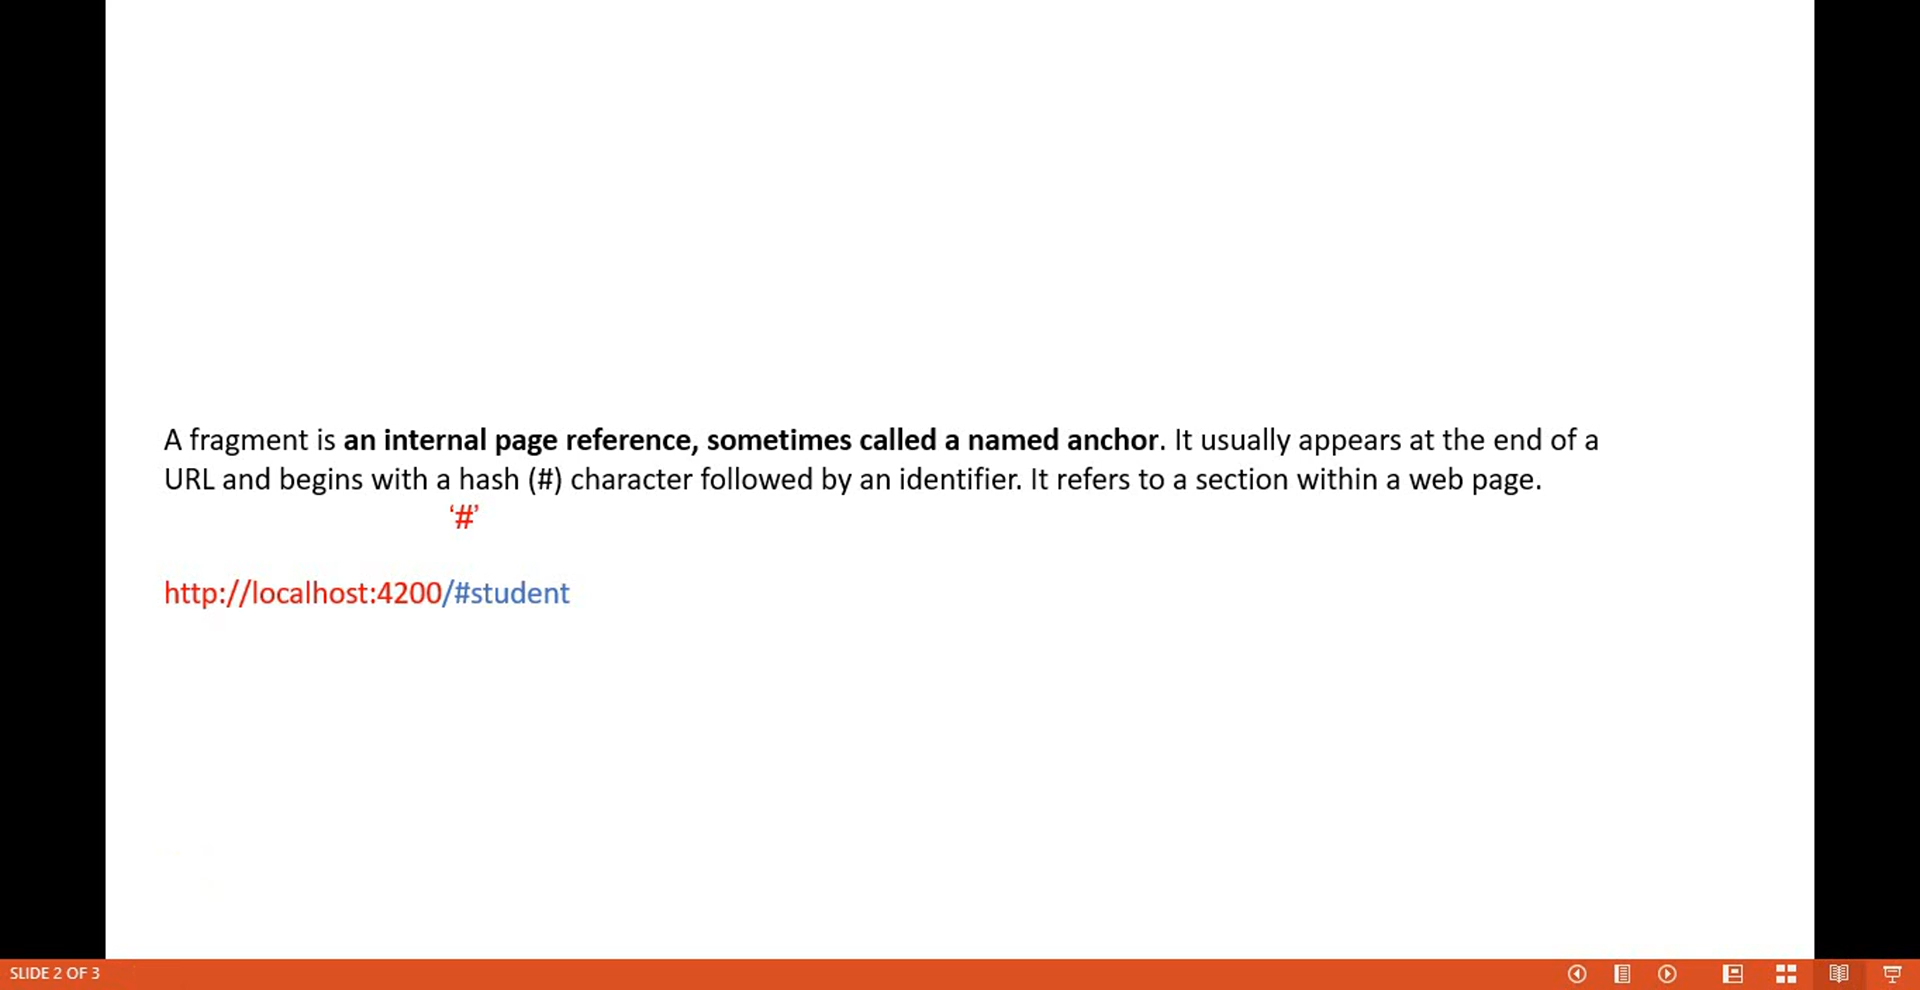 A fragment is an internal page reference, sometimes called a named anchor. It usually appears at the end of a
URL and begins with a hash (#) character followed by an identifier. It refers to a section within a web page.
‘#’
http://localhost:4200/#student
SLIDE 2 OF 3